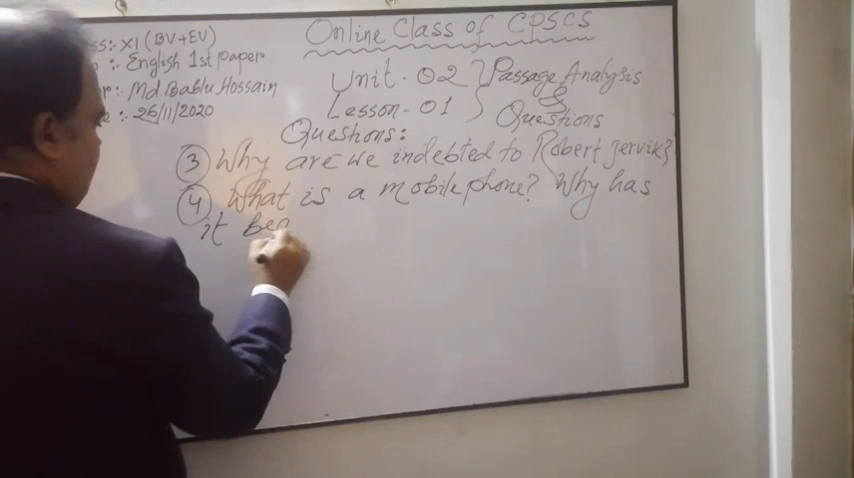 Online Class of CPSCS
ss:- XI (BV+EV)
:- English 1st paper
r:- Md. Bablu Hossain
e :- 26/11/2020
Unit - 02 } Passage Analysis
&
Lesson - 01 } Questions
Questions:
③ Why are we indebted to Robert Jervik?
④ What is a mobile phone? Why has
it bec